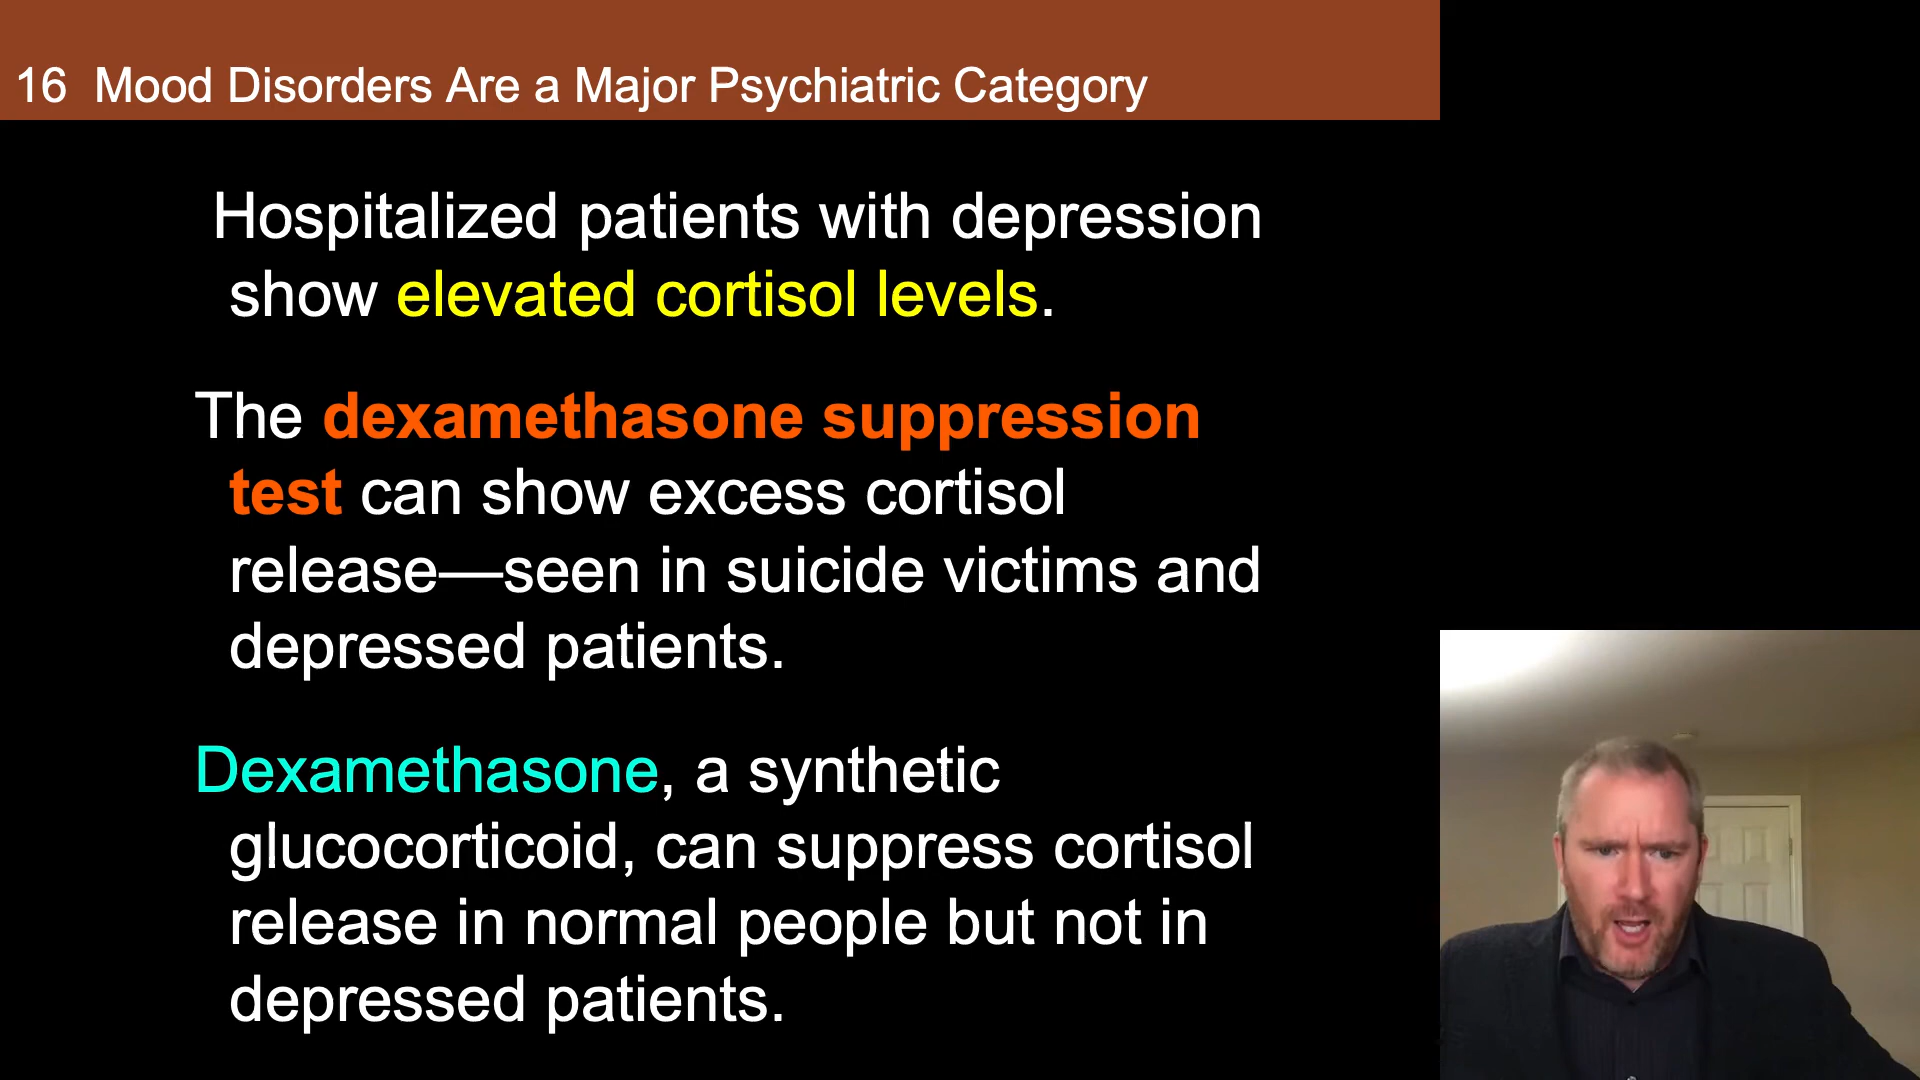 16 Mood Disorders Are a Major Psychiatric Category
Hospitalized patients with depression
show elevated cortisol levels.
The dexamethasone suppression
test can show excess cortisol
release—seen in suicide victims and
depressed patients.
Dexamethasone, a synthetic
glucocorticoid, can suppress cortisol
release in normal people but not in
depressed patients.